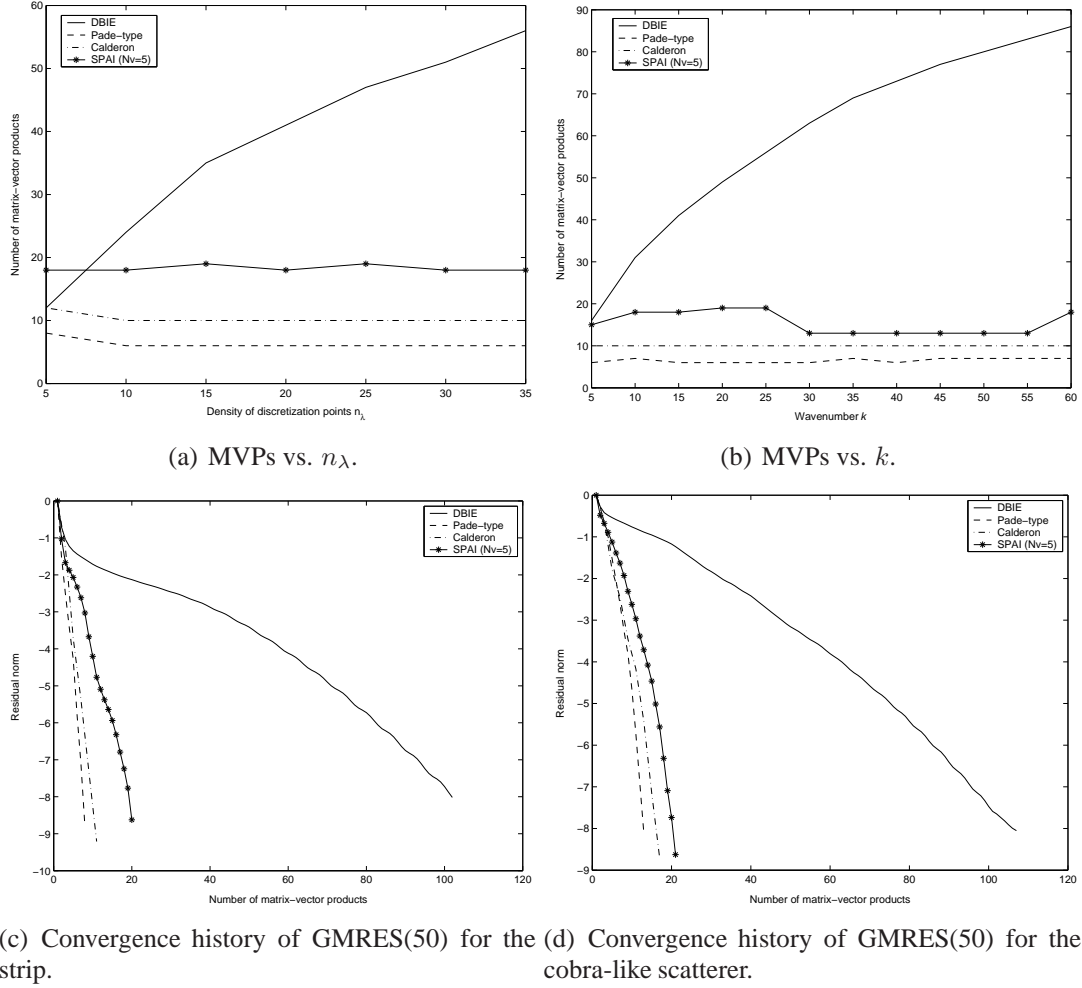 60
50
40
30
20
10
0
Number of matrix−vector products
DBIE
Pade−type
Calderon
SPAI (Nv=5)
5 10 15 20 25 30 35
Density of discretization points nλ
(a) MVPs vs. nλ.
90
80
70
60
50
40
30
20
10
0
Number of matrix−vector products
DBIE
Pade−type
Calderon
SPAI (Nv=5)
5 10 15 20 25 30 35 40 45 50 55 60
Wavenumber k
(b) MVPs vs. k.
0
−1
−2
−3
−4
−5
−6
−7
−8
−9
−10
Residual norm
DBIE
Pade−type
Calderon
SPAI (Nv=5)
0 20 40 60 80 100 120
Number of matrix−vector products
(c) Convergence history of GMRES(50) for the
strip.
0
−1
−2
−3
−4
−5
−6
−7
−8
−9
Residual norm
DBIE
Pade−type
Calderon
SPAI (Nv=5)
0 20 40 60 80 100 120
Number of matrix−vector products
(d) Convergence history of GMRES(50) for the
cobra-like scatterer.